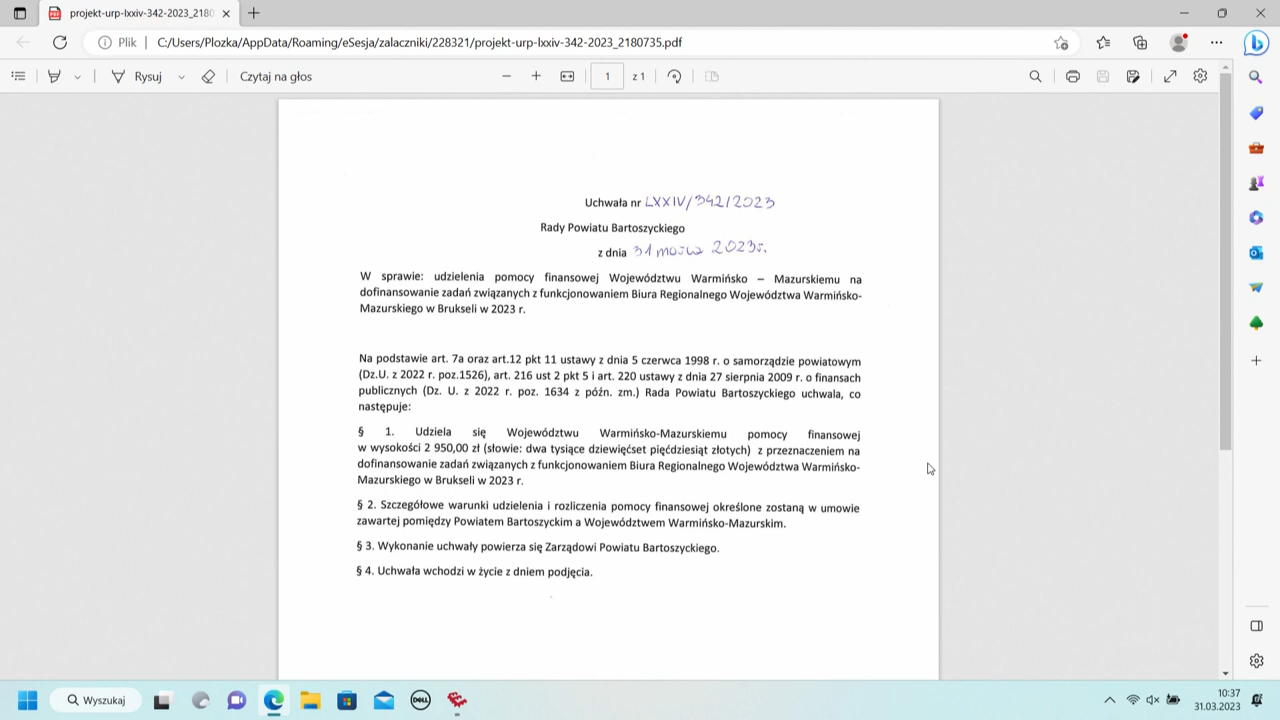 projekt-urp-lxxiv-342-2023_2180
Plik
C:/Users/Plozka/AppData/Roaming/eSesja/zalaczniki/228321/projekt-urp-lxxiv-342-2023_2180735.pdf
Rysuj
Czytaj na głos
1
z 1
Uchwała nr LXXIV/342/2023
Rady Powiatu Bartoszyckiego
z dnia 31 marca 2023r.
W sprawie: udzielenia pomocy finansowej Województwu Warmińsko – Mazurskiemu na
dofinansowanie zadań związanych z funkcjonowaniem Biura Regionalnego Województwa Warmińsko-
Mazurskiego w Brukseli w 2023 r.
Na podstawie art. 7a oraz art.12 pkt 11 ustawy z dnia 5 czerwca 1998 r. o samorządzie powiatowym
(Dz.U. z 2022 r. poz.1526), art. 216 ust 2 pkt 5 i art. 220 ustawy z dnia 27 sierpnia 2009 r. o finansach
publicznych (Dz. U. z 2022 r. poz. 1634 z późn. zm.) Rada Powiatu Bartoszyckiego uchwala, co
następuje:
§ 1. Udziela się Województwu Warmińsko-Mazurskiemu pomocy finansowej
w wysokości 2 950,00 zł (słowie: dwa tysiące dziewięćset pięćdziesiąt złotych) z przeznaczeniem na
dofinansowanie zadań związanych z funkcjonowaniem Biura Regionalnego Województwa Warmińsko-
Mazurskiego w Brukseli w 2023 r.
§ 2. Szczegółowe warunki udzielenia i rozliczenia pomocy finansowej określone zostaną w umowie
zawartej pomiędzy Powiatem Bartoszyckim a Województwem Warmińsko-Mazurskim.
§ 3. Wykonanie uchwały powierza się Zarządowi Powiatu Bartoszyckiego.
§ 4. Uchwała wchodzi w życie z dniem podjęcia.
Wyszukaj
DELL
10:37
31.03.2023